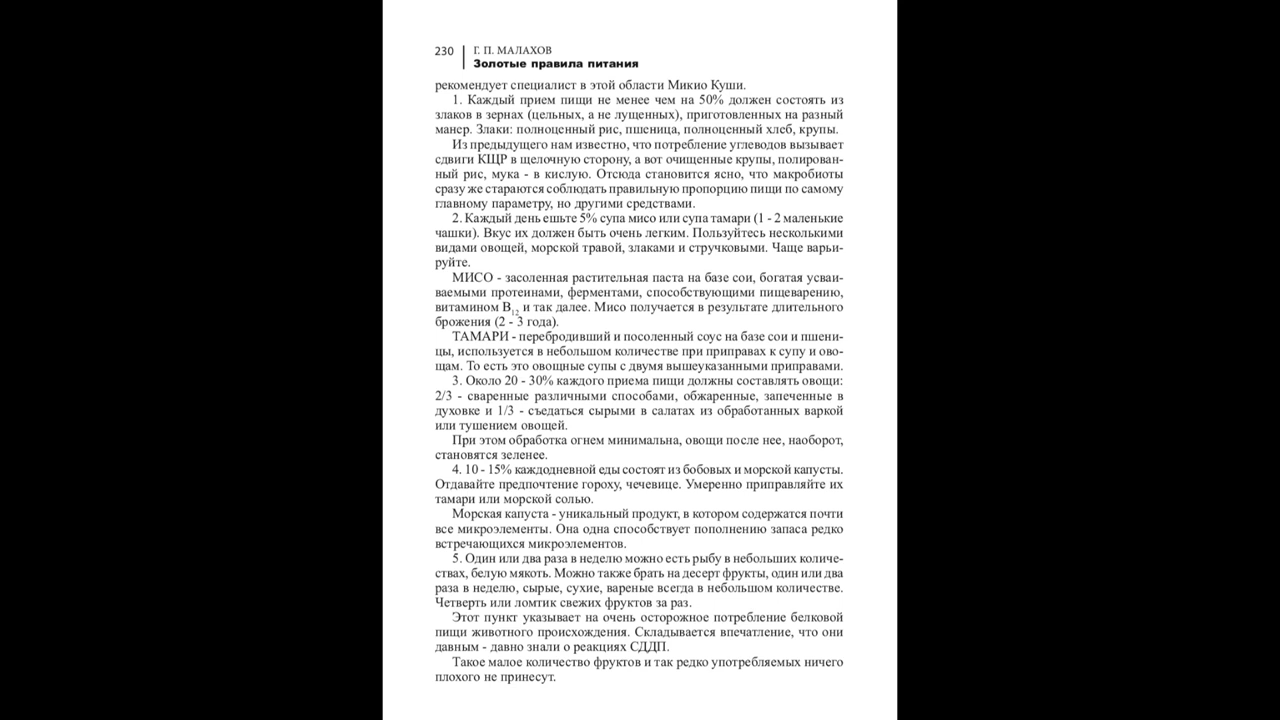 230
Г. П. МАЛАХОВ
Золотые правила питания
рекомендует специалист в этой области Микио Куши.
1. Каждый прием пищи не менее чем на 50% должен состоять из
злаков в зернах (цельных, а не лущенных), приготовленных на разный
манер. Злаки: полноценный рис, пшеница, полноценный хлеб, крупы.
Из предыдущего нам известно, что потребление углеводов вызывает
сдвиги КЩР в щелочную сторону, а вот очищенные крупы, полирован-
ный рис, мука - в кислую. Отсюда становится ясно, что макробиоты
сразу же стараются соблюдать правильную пропорцию пищи по самому
главному параметру, но другими средствами.
2. Каждый день ешьте 5% супа мисо или супа тамари (1 - 2 маленькие
чашки). Вкус их должен быть очень легким. Пользуйтесь несколькими
видами овощей, морской травой, злаками и стручковыми. Чаще варьи-
руйте.
МИСО - засоленная растительная паста на базе сои, богатая усваи-
ваемыми протеинами, ферментами, способствующими пищеварению,
витамином B12 и так далее. Мисо получается в результате длительного
брожения (2 - 3 года).
ТАМАРИ - перебродивший и посоленный соус на базе сои и пшени-
цы, используется в небольшом количестве при приправах к супу и ово-
щам. То есть это овощные супы с двумя вышеуказанными приправами.
3. Около 20 - 30% каждого приема пищи должны составлять овощи:
2/3 - сваренные различными способами, обжаренные, запеченные в
духовке и 1/3 - съедаться сырыми в салатах из обработанных варкой
или тушением овощей.
При этом обработка огнем минимальна, овощи после нее, наоборот,
становятся зеленее.
4. 10 - 15% каждодневной еды состоят из бобовых и морской капусты.
Отдавайте предпочтение гороху, чечевице. Умеренно приправляйте их
тамари или морской солью.
Морская капуста - уникальный продукт, в котором содержатся почти
все микроэлементы. Она одна способствует пополнению запаса редко
встречающихся микроэлементов.
5. Один или два раза в неделю можно есть рыбу в небольших количе-
ствах, белую мякоть. Можно также брать на десерт фрукты, один или два
раза в неделю, сырые, сухие, вареные всегда в небольшом количестве.
Четверть или ломтик свежих фруктов за раз.
Этот пункт указывает на очень осторожное потребление белковой
пищи животного происхождения. Складывается впечатление, что они
давным - давно знали о реакциях СДДП.
Такое малое количество фруктов и так редко употребляемых ничего
плохого не принесут.